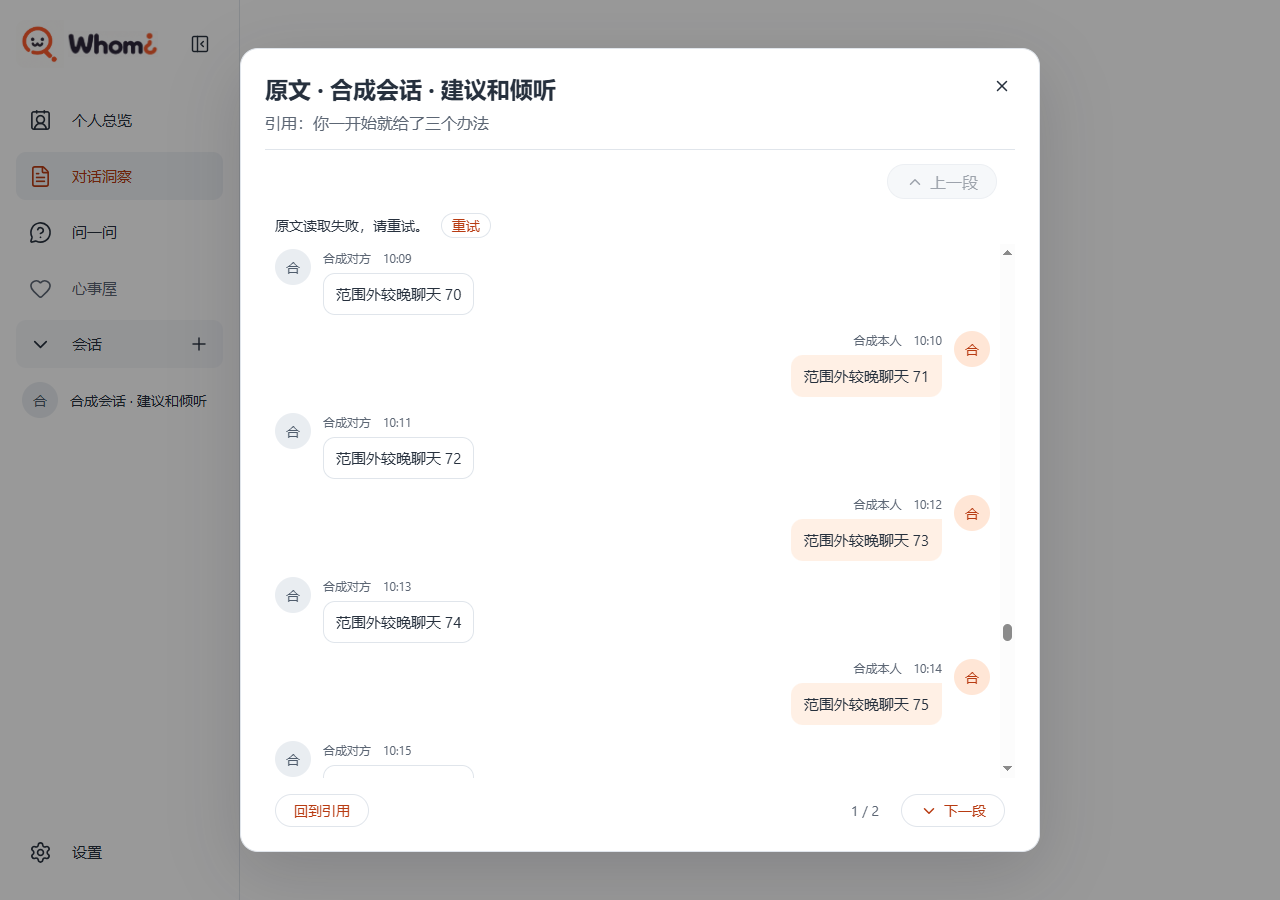 Whomi
个人总览
对话洞察
问一问
心事屋
会话
合 合成会话 · 建议和倾听
设置
原文 · 合成会话 · 建议和倾听
引用：你一开始就给了三个办法
上一段
原文读取失败，请重试。 重试
合 合成对方 10:09
范围外较晚聊天 70
合成本人 10:10 合
范围外较晚聊天 71
合 合成对方 10:11
范围外较晚聊天 72
合成本人 10:12 合
范围外较晚聊天 73
合 合成对方 10:13
范围外较晚聊天 74
合成本人 10:14 合
范围外较晚聊天 75
合 合成对方 10:15
回到引用 1 / 2 下一段